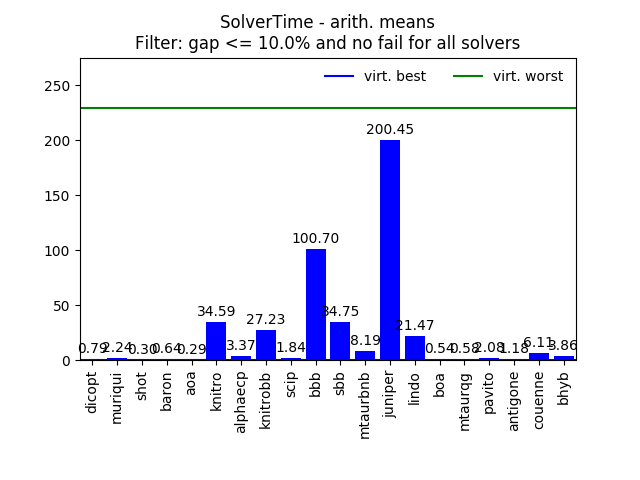 SolverTime - arith. means
Filter: gap <= 10.0% and no fail for all solvers
virt. best
virt. worst
250
200
150
100
50
0
0.79
2.24
0.30
0.64
0.29
34.59
3.37
27.23
1.84
100.70
34.75
8.19
200.45
21.47
0.54
0.58
2.08
1.18
6.11
3.86
dicopt
muriqui
shot
baron
aoa
knitro
alphaecp
knitrobb
scip
bbb
sbb
mtaurbnb
juniper
lindo
boa
mtaurqg
pavito
antigone
couenne
bhyb